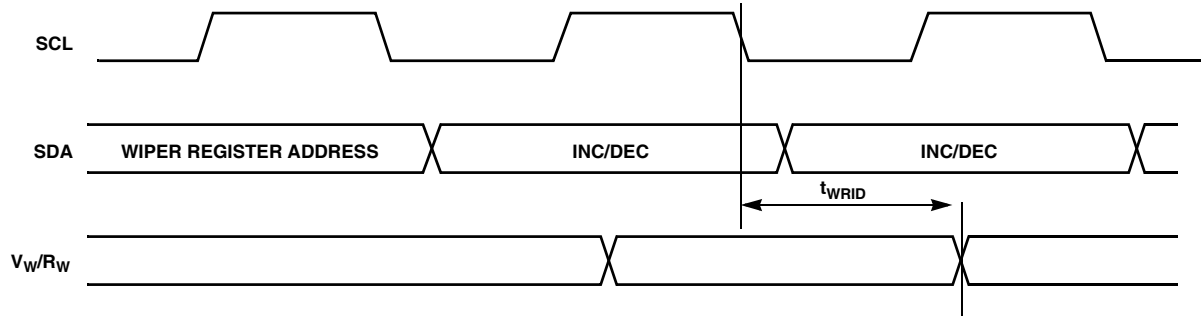 SCL
SDA WIPER REGISTER ADDRESS INC/DEC INC/DEC
tWRID
VW/RW